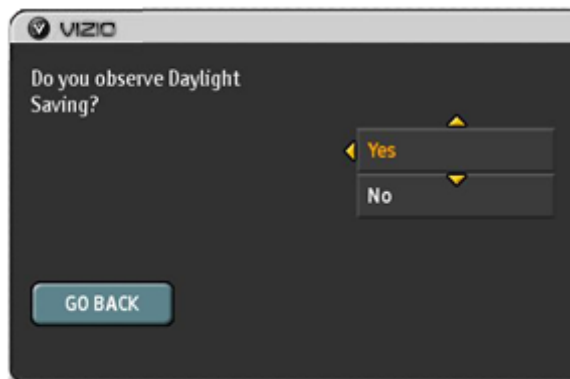 VIZIO
Do you observe Daylight
Saving?
Yes
No
GO BACK